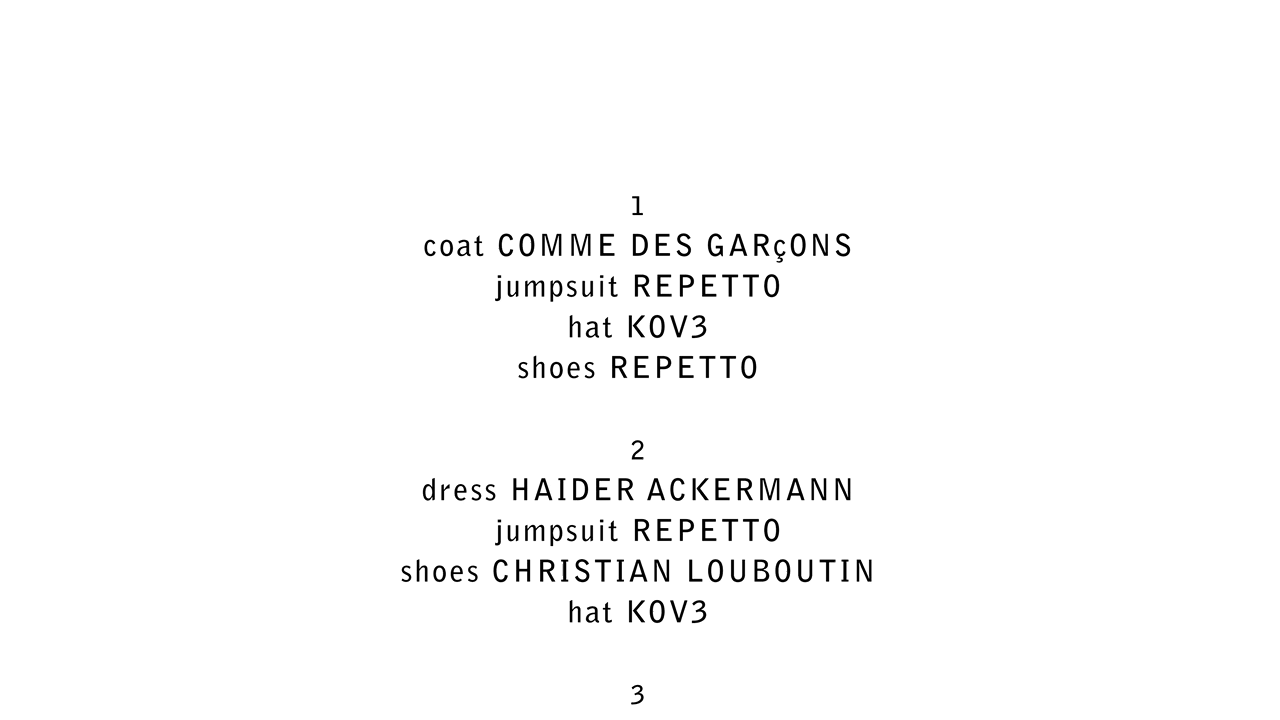 1
coat COMME DES GARçONS
jumpsuit REPETTO
hat KOV3
shoes REPETTO
2
dress HAIDER ACKERMANN
jumpsuit REPETTO
shoes CHRISTIAN LOUBOUTIN
hat KOV3
3